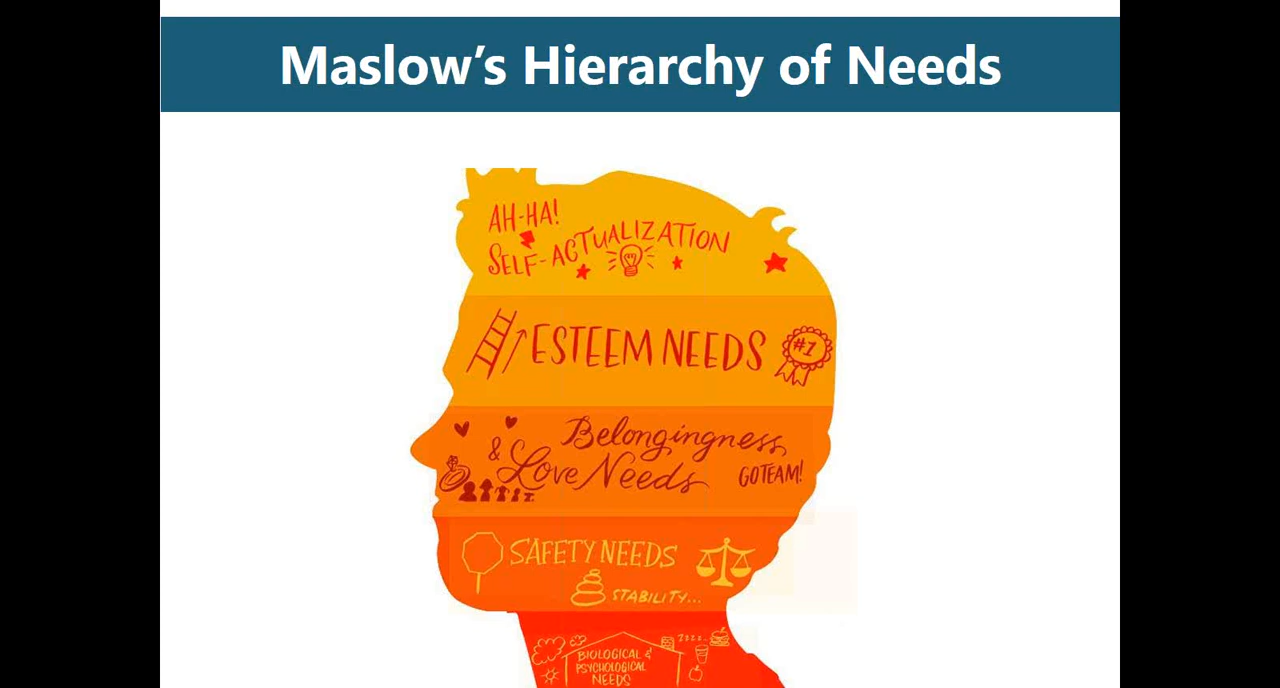 Maslow's Hierarchy of Needs
AH-HA!
SELF-ACTUALIZATION
ESTEEM NEEDS
#1
Belongingness
& Love Needs
GO TEAM!
SAFETY NEEDS
STABILITY...
BIOLOGICAL &
PSYCHOLOGICAL
NEEDS